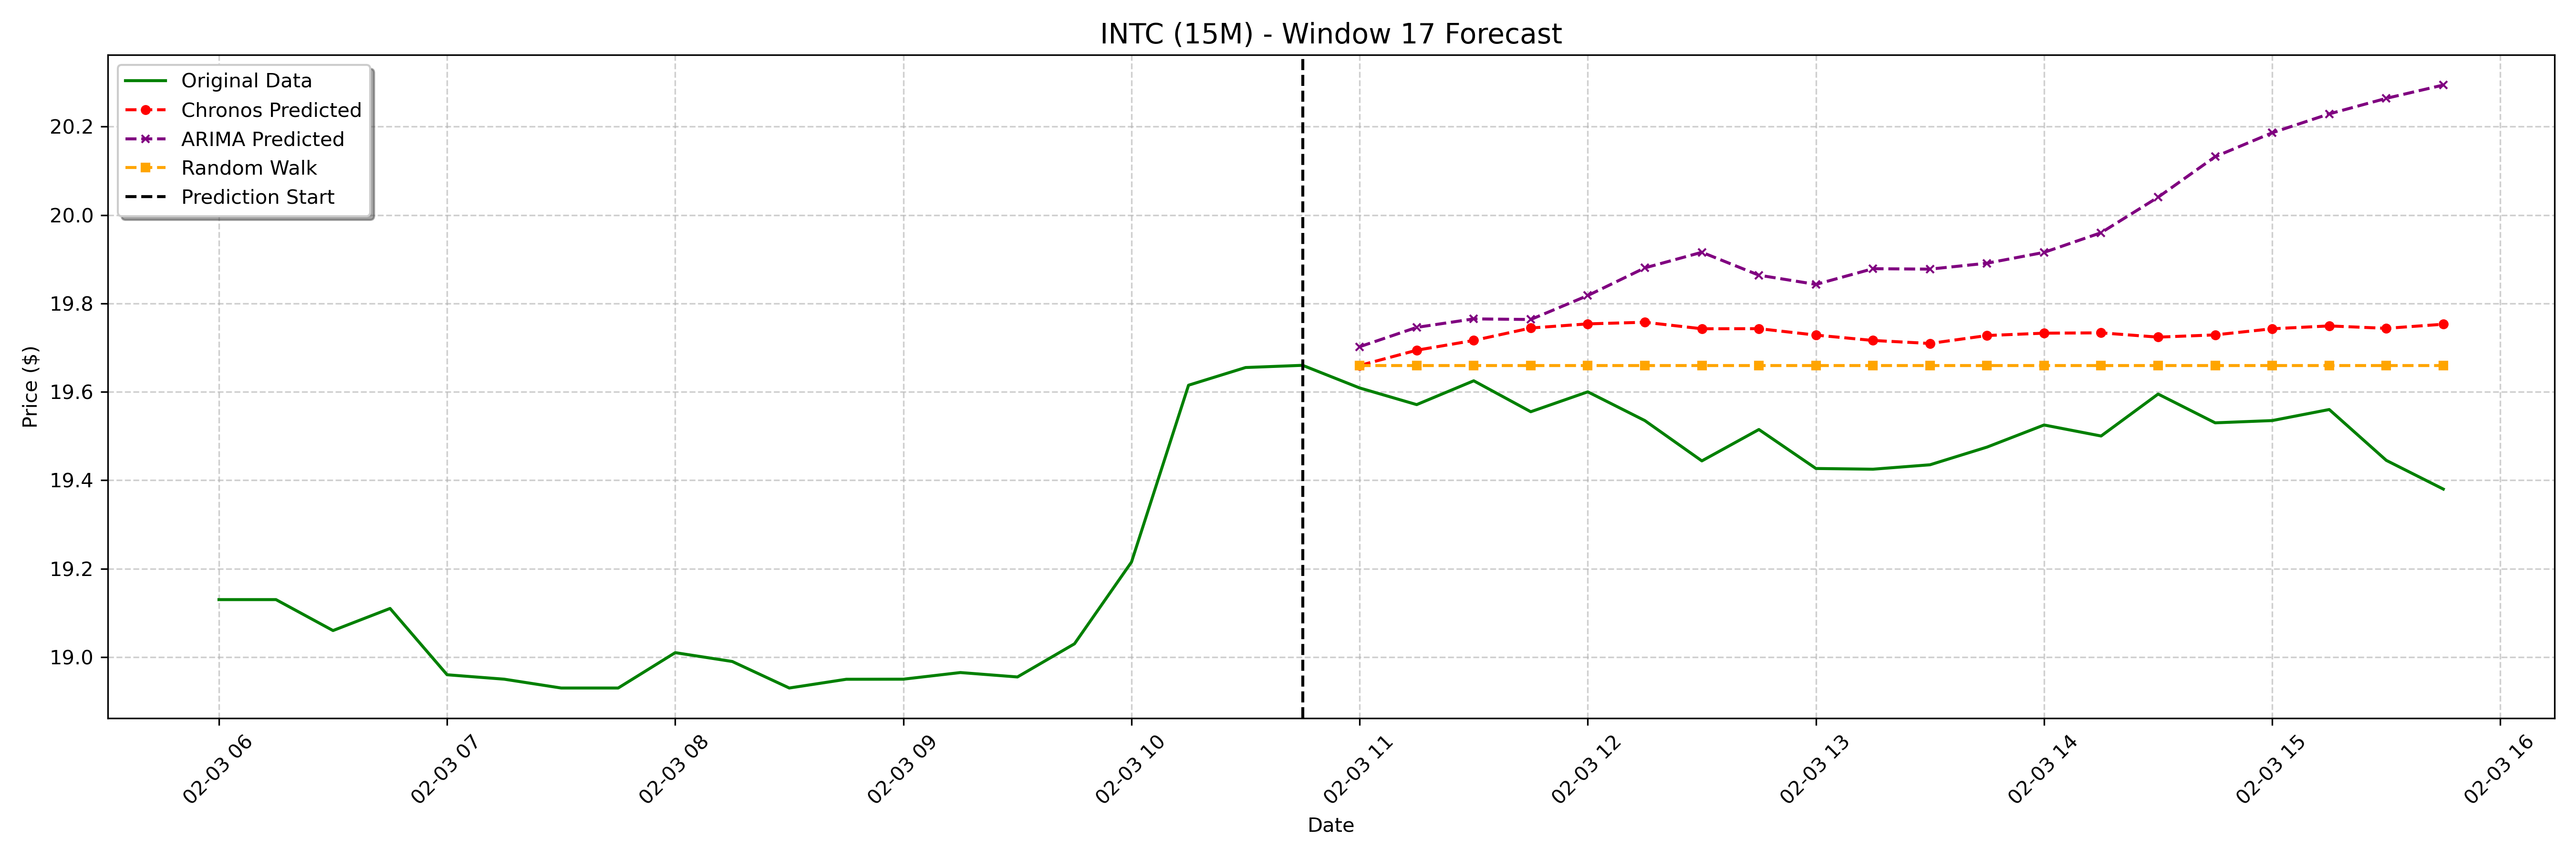 INTC (15M) - Window 17 Forecast
Original Data
Chronos Predicted
ARIMA Predicted
Random Walk
Prediction Start
Price ($)
20.2
20.0
19.8
19.6
19.4
19.2
19.0
02-03 06
02-03 07
02-03 08
02-03 09
02-03 10
02-03 11
02-03 12
02-03 13
02-03 14
02-03 15
02-03 16
Date